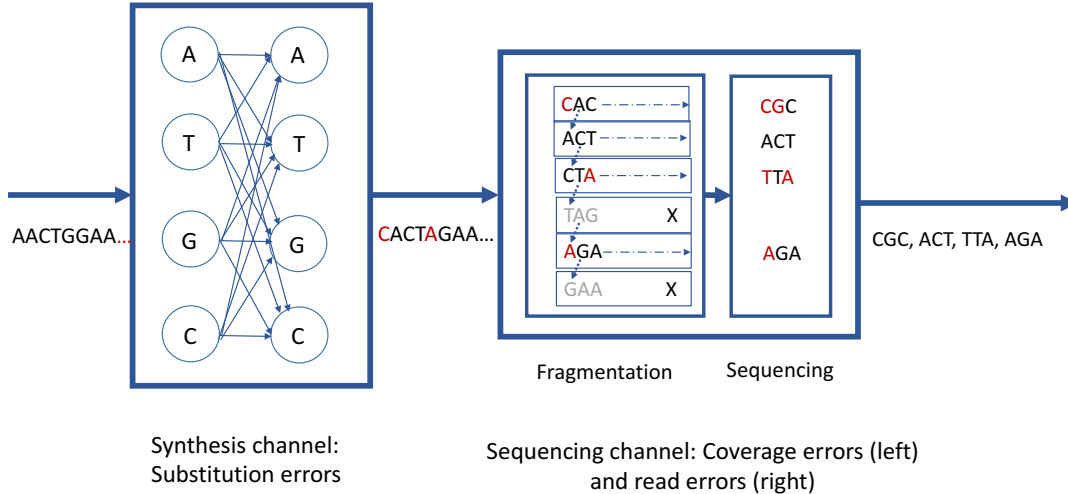 A A
T T
G G
C C
AACTGGAA...
CACTAGAA...
CAC
ACT
CTA
TAG X
AGA
GAA X
CGC
ACT
TTA
AGA
CGC, ACT, TTA, AGA
Fragmentation
Sequencing
Synthesis channel:
Substitution errors
Sequencing channel: Coverage errors (left)
and read errors (right)